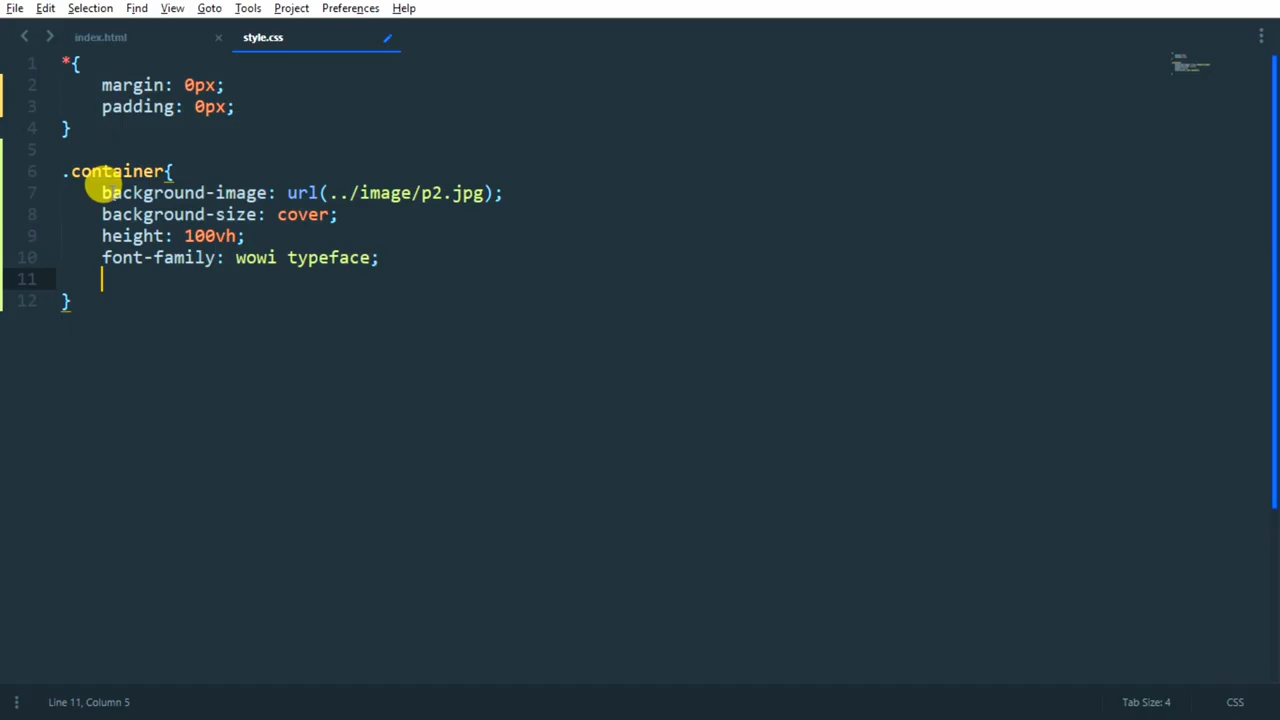 File Edit Selection Find View Goto Tools Project Preferences Help
index.html × style.css
1 *{
2 margin: 0px;
3 padding: 0px;
4 }
5
6 .container{
7 background-image: url(../image/p2.jpg);
8 background-size: cover;
9 height: 100vh;
10 font-family: wowi typeface;
11
12 }
Line 11, Column 5 Tab Size: 4 CSS